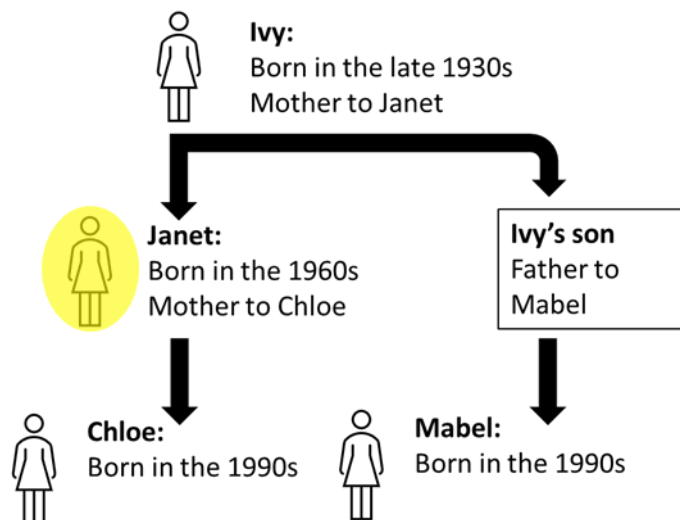 Ivy:
Born in the late 1930s
Mother to Janet
Janet:
Born in the 1960s
Mother to Chloe
Ivy’s son
Father to
Mabel
Chloe:
Born in the 1990s
Mabel:
Born in the 1990s